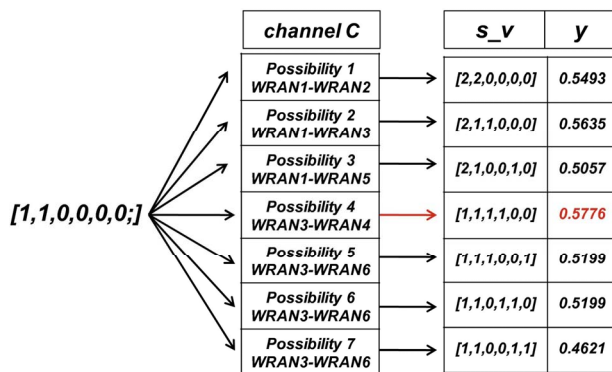 channel C
s_v y
Possibility 1
WRAN1-WRAN2
[2,2,0,0,0,0] 0.5493
Possibility 2
WRAN1-WRAN3
[2,1,1,0,0,0] 0.5635
Possibility 3
WRAN1-WRAN5
[2,1,0,0,1,0] 0.5057
[1,1,0,0,0,0;]
Possibility 4
WRAN3-WRAN4
[1,1,1,1,0,0] 0.5776
Possibility 5
WRAN3-WRAN6
[1,1,1,0,0,1] 0.5199
Possibility 6
WRAN3-WRAN6
[1,1,0,1,1,0] 0.5199
Possibility 7
WRAN3-WRAN6
[1,1,0,0,1,1] 0.4621